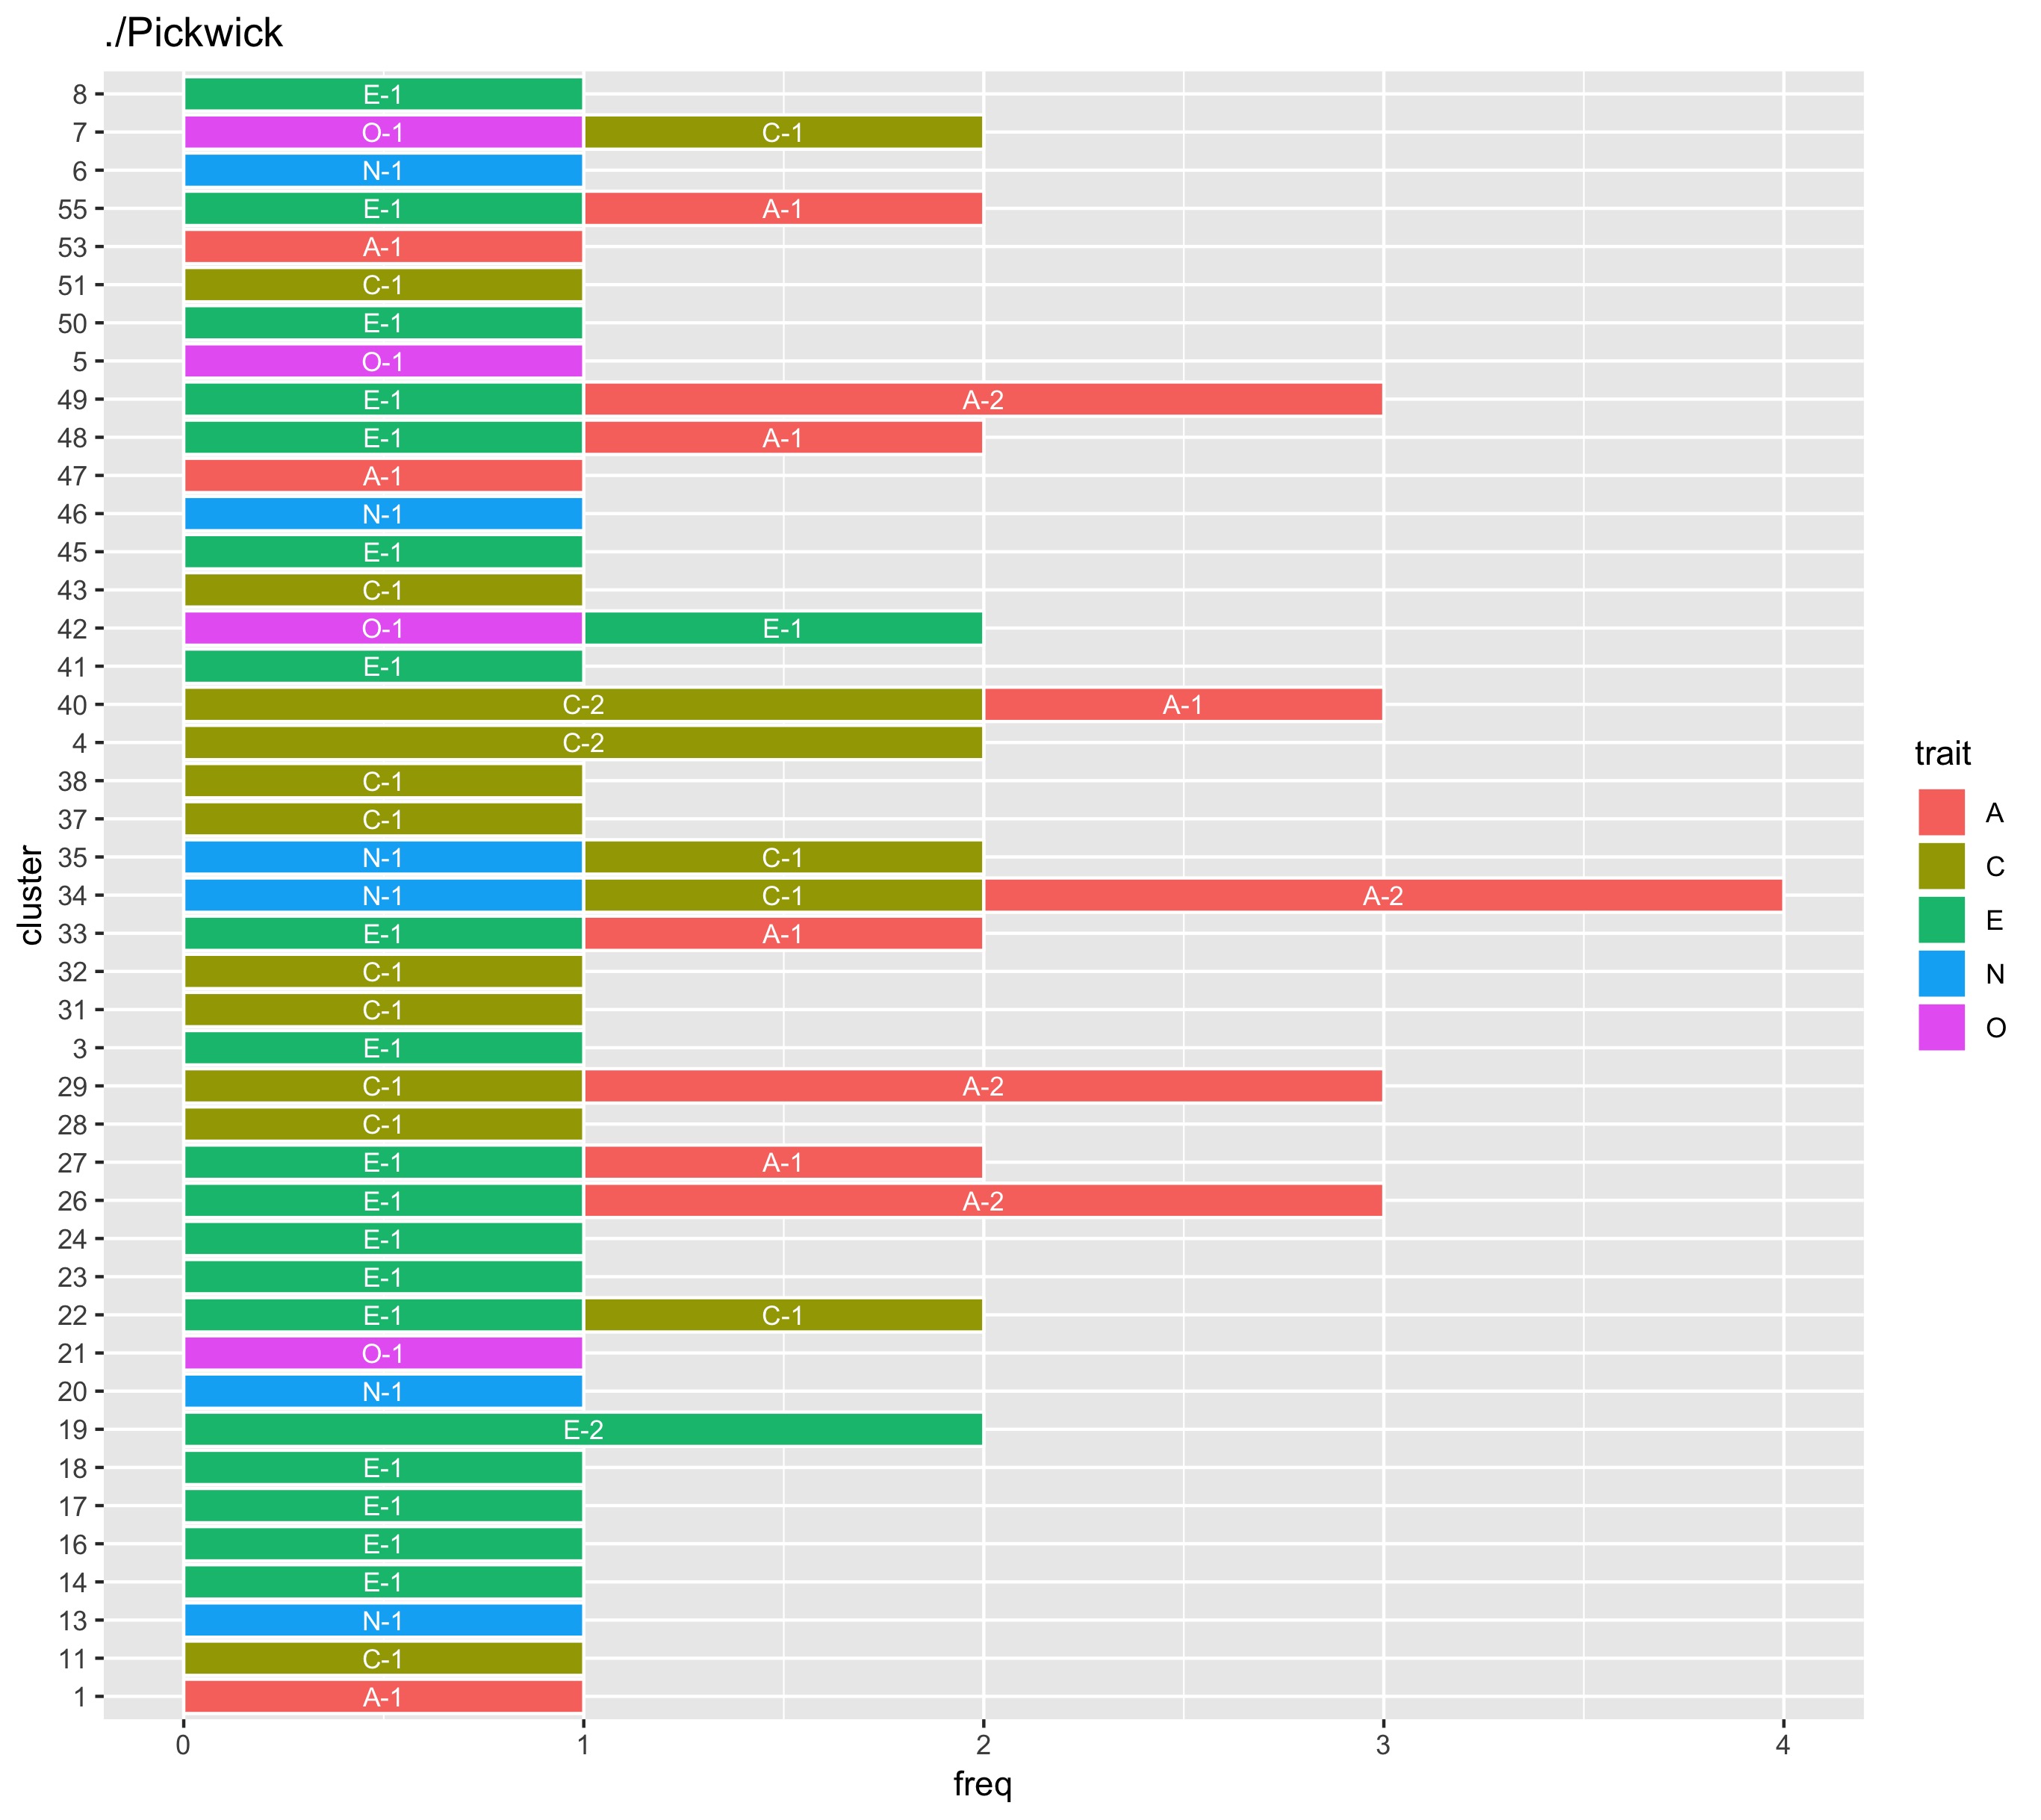 ./Pickwick
8 E-1
7 O-1 C-1
6 N-1
55 E-1 A-1
53 A-1
51 C-1
50 E-1
5 O-1
49 E-1 A-2
48 E-1 A-1
47 A-1
46 N-1
45 E-1
43 C-1
42 O-1 E-1
41 E-1
40 C-2 A-1
4 C-2
38 C-1
37 C-1
35 N-1 C-1
34 N-1 C-1 A-2
33 E-1 A-1
32 C-1
31 C-1
3 E-1
29 C-1 A-2
28 C-1
27 E-1 A-1
26 E-1 A-2
24 E-1
23 E-1
22 E-1 C-1
21 O-1
20 N-1
19 E-2
18 E-1
17 E-1
16 E-1
14 E-1
13 N-1
11 C-1
1 A-1
0 1 2 3 4
freq
cluster
trait
A
C
E
N
O